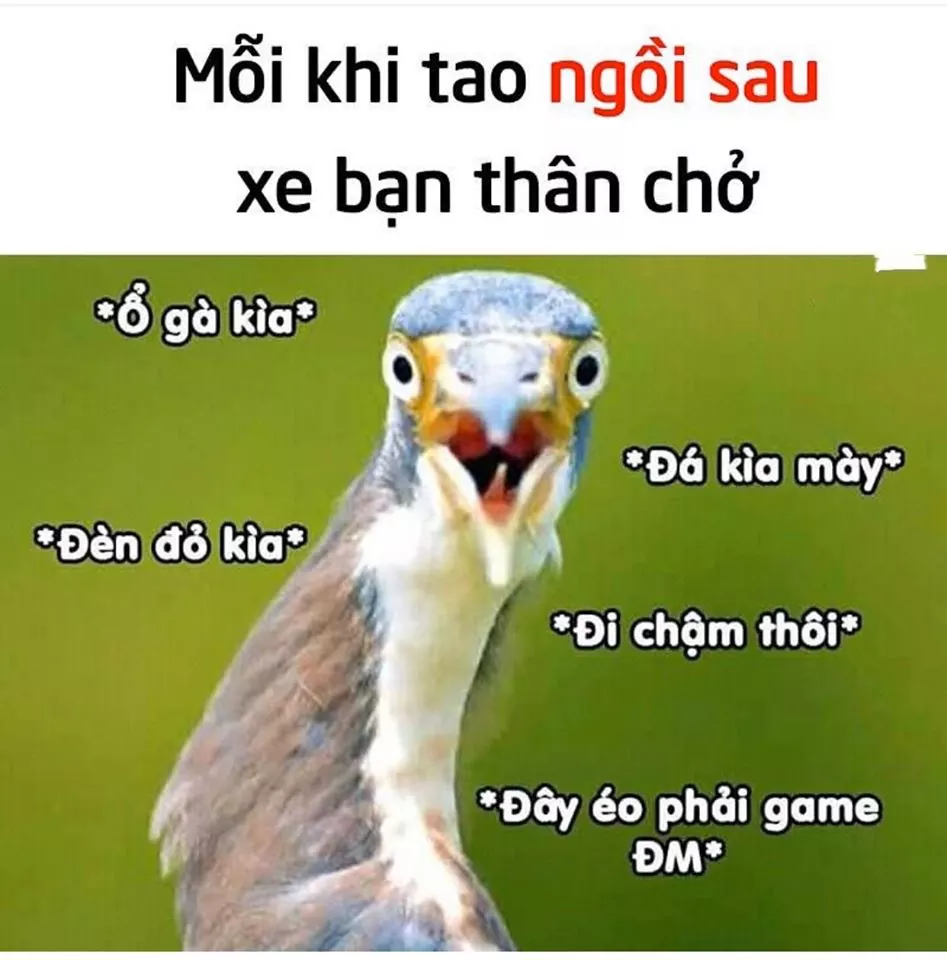 Mỗi khi tao ngồi sau
xe bạn thân chở
*Ổ gà kìa*
*Đá kìa mày*
*Đèn đỏ kìa*
*Đi chậm thôi*
*Đây éo phải game
ĐM*